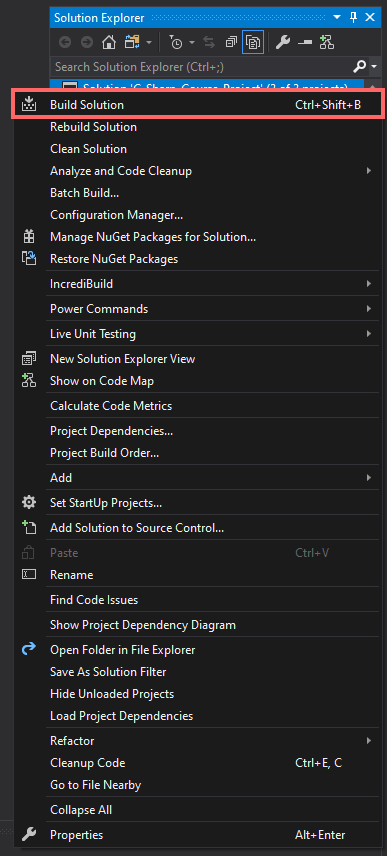 Solution Explorer
Search Solution Explorer (Ctrl+;)
Solution 'C-Sharp-Course-Project' (3 of 3 projects)
Build Solution Ctrl+Shift+B
Rebuild Solution
Clean Solution
Analyze and Code Cleanup
Batch Build...
Configuration Manager...
Manage NuGet Packages for Solution...
Restore NuGet Packages
IncrediBuild
Power Commands
Live Unit Testing
New Solution Explorer View
Show on Code Map
Calculate Code Metrics
Project Dependencies...
Project Build Order...
Add
Set StartUp Projects...
Add Solution to Source Control...
Paste Ctrl+V
Rename
Find Code Issues
Show Project Dependency Diagram
Open Folder in File Explorer
Save As Solution Filter
Hide Unloaded Projects
Load Project Dependencies
Refactor
Cleanup Code Ctrl+E, C
Go to File Nearby
Collapse All
Properties Alt+Enter